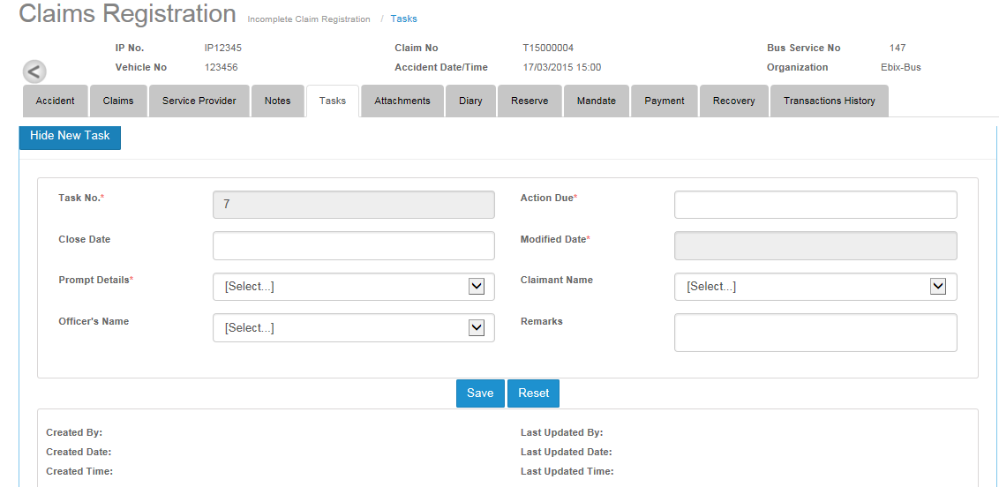 Claims Registration Incomplete Claim Registration / Tasks
IP No. IP12345 Claim No T15000004 Bus Service No 147
Vehicle No 123456 Accident Date/Time 17/03/2015 15:00 Organization Ebix-Bus
Accident Claims Service Provider Notes Tasks Attachments Diary Reserve Mandate Payment Recovery Transactions History
Hide New Task
Task No.* 7 Action Due*
Close Date Modified Date*
Prompt Details* [Select...] Claimant Name [Select...]
Officer's Name [Select...] Remarks
Save Reset
Created By: Last Updated By:
Created Date: Last Updated Date:
Created Time: Last Updated Time: